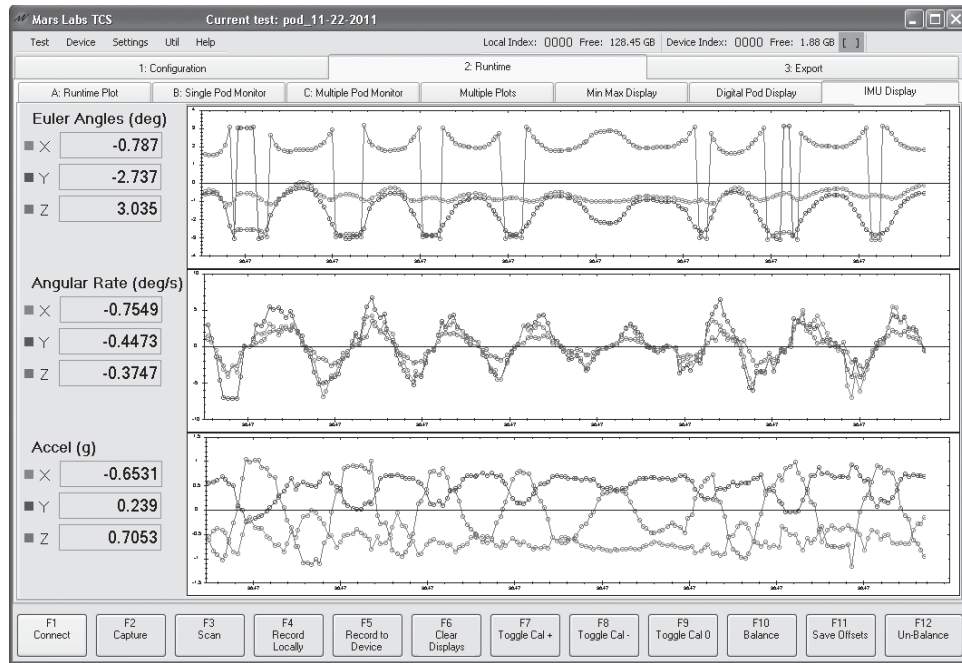 Mars Labs TCS Current test: pod_11-22-2011
Test Device Settings Util Help Local Index: 0000 Free: 128.45 GB Device Index: 0000 Free: 1.88 GB [ ]
1: Configuration 2: Runtime 3: Export
A: Runtime Plot B: Single Pod Monitor C: Multiple Pod Monitor Multiple Plots Min Max Display Digital Pod Display IMU Display
Euler Angles (deg)
X -0.787
Y -2.737
Z 3.035
Angular Rate (deg/s)
X -0.7549
Y -0.4473
Z -0.3747
Accel (g)
X -0.6531
Y 0.239
Z 0.7053
F1 F2 F3 F4 F5 F6 F7 F8 F9 F10 F11 F12
Connect Capture Scan Record Record to Clear Toggle Cal + Toggle Cal - Toggle Cal 0 Balance Save Offsets Un-Balance
Locally Device Displays